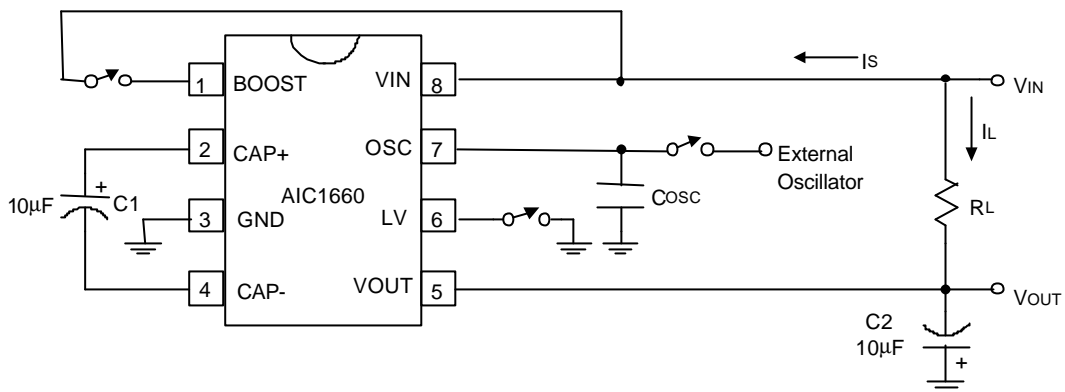 IS
1 BOOST VIN 8
VIN
IL
2 CAP+ OSC 7
External
Oscillator
10μF + C1
AIC1660
COSC
3 GND LV 6
RL
4 CAP- VOUT 5
VOUT
C2
10μF
+